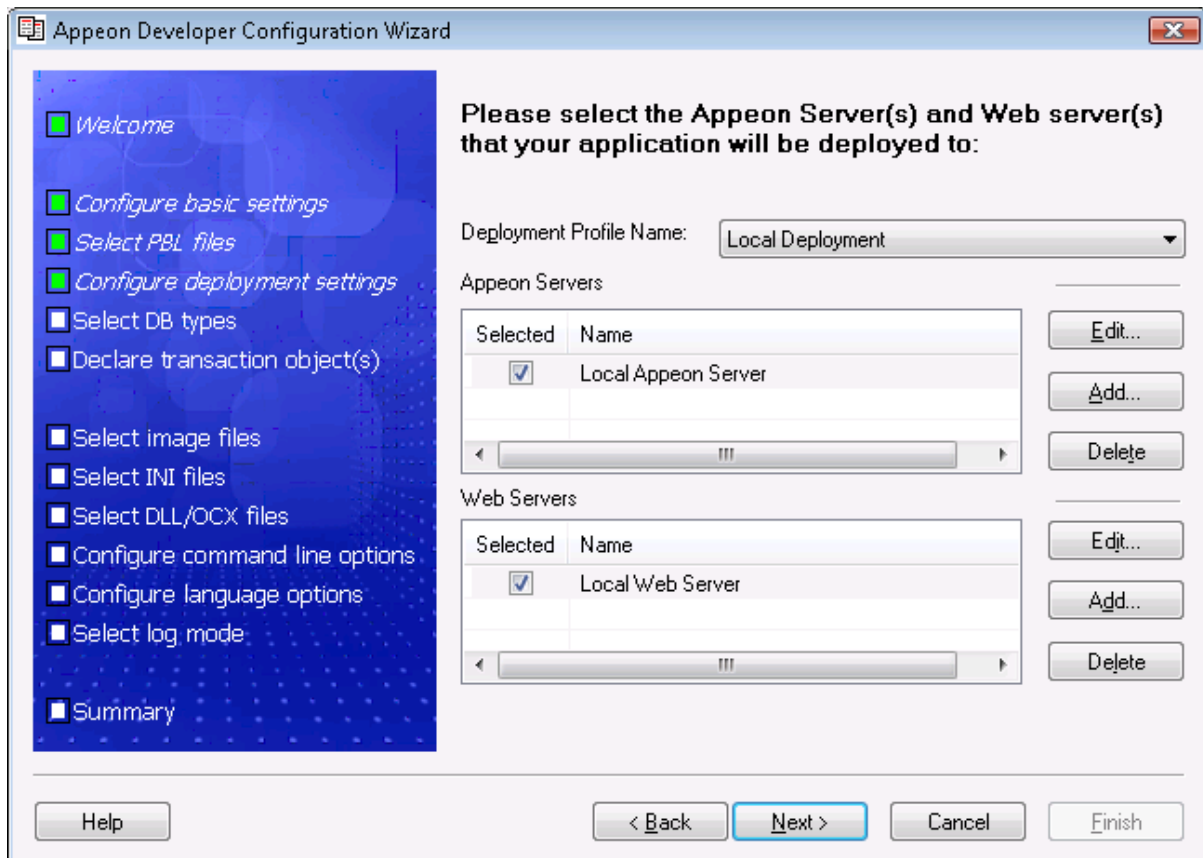 Appeon Developer Configuration Wizard
Welcome
Configure basic settings
Select PBL files
Configure deployment settings
Select DB types
Declare transaction object(s)
Select image files
Select INI files
Select DLL/OCX files
Configure command line options
Configure language options
Select log mode
Summary
Please select the Appeon Server(s) and Web server(s)
that your application will be deployed to:
Deployment Profile Name: Local Deployment
Appeon Servers
Selected Name
Local Appeon Server
Edit...
Add...
Delete
Web Servers
Selected Name
Local Web Server
Edit...
Add...
Delete
Help
< Back
Next >
Cancel
Finish